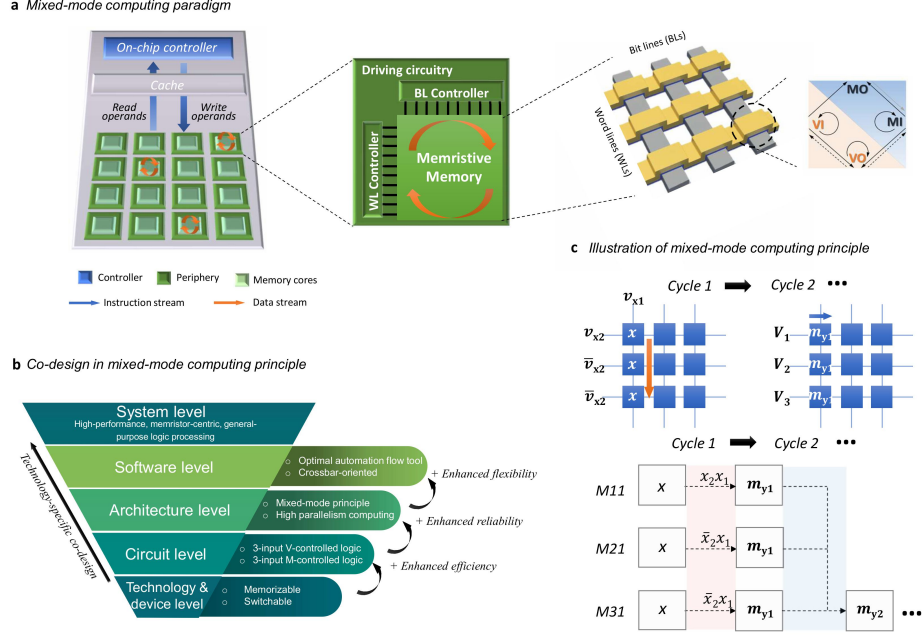 a Mixed-mode computing paradigm
On-chip controller
Cache
Read
operands
Write
operands
Driving circuitry
BL Controller
WL Controller
Memristive
Memory
Bit lines (BLs)
Word lines (WLs)
MO
VI
MI
VO
Controller
Periphery
Memory cores
Instruction stream
Data stream
b Co-design in mixed-mode computing principle
System level
High-performance, memristor-centric, general-
purpose logic processing
Software level
o Optimal automation flow tool
o Crossbar-oriented
+ Enhanced flexibility
Architecture level
o Mixed-mode principle
o High parallelism computing
+ Enhanced reliability
Circuit level
o 3-input V-controlled logic
o 3-input M-controlled logic
+ Enhanced efficiency
Technology &
device level
o Memorizable
o Switchable
Technology-specific co-design
c Illustration of mixed-mode computing principle
Cycle 1 Cycle 2 •••
v_x1
v_x2 x
v̅_x2 x
v̅_x2 x
V_1 m_y1
V_2 m_y1
V_3 m_y1
Cycle 1 Cycle 2 •••
M11 x x_2x_1 m_y1
M21 x x̅_2x_1 m_y1
M31 x x̅_2x_1 m_y1 m_y2 •••